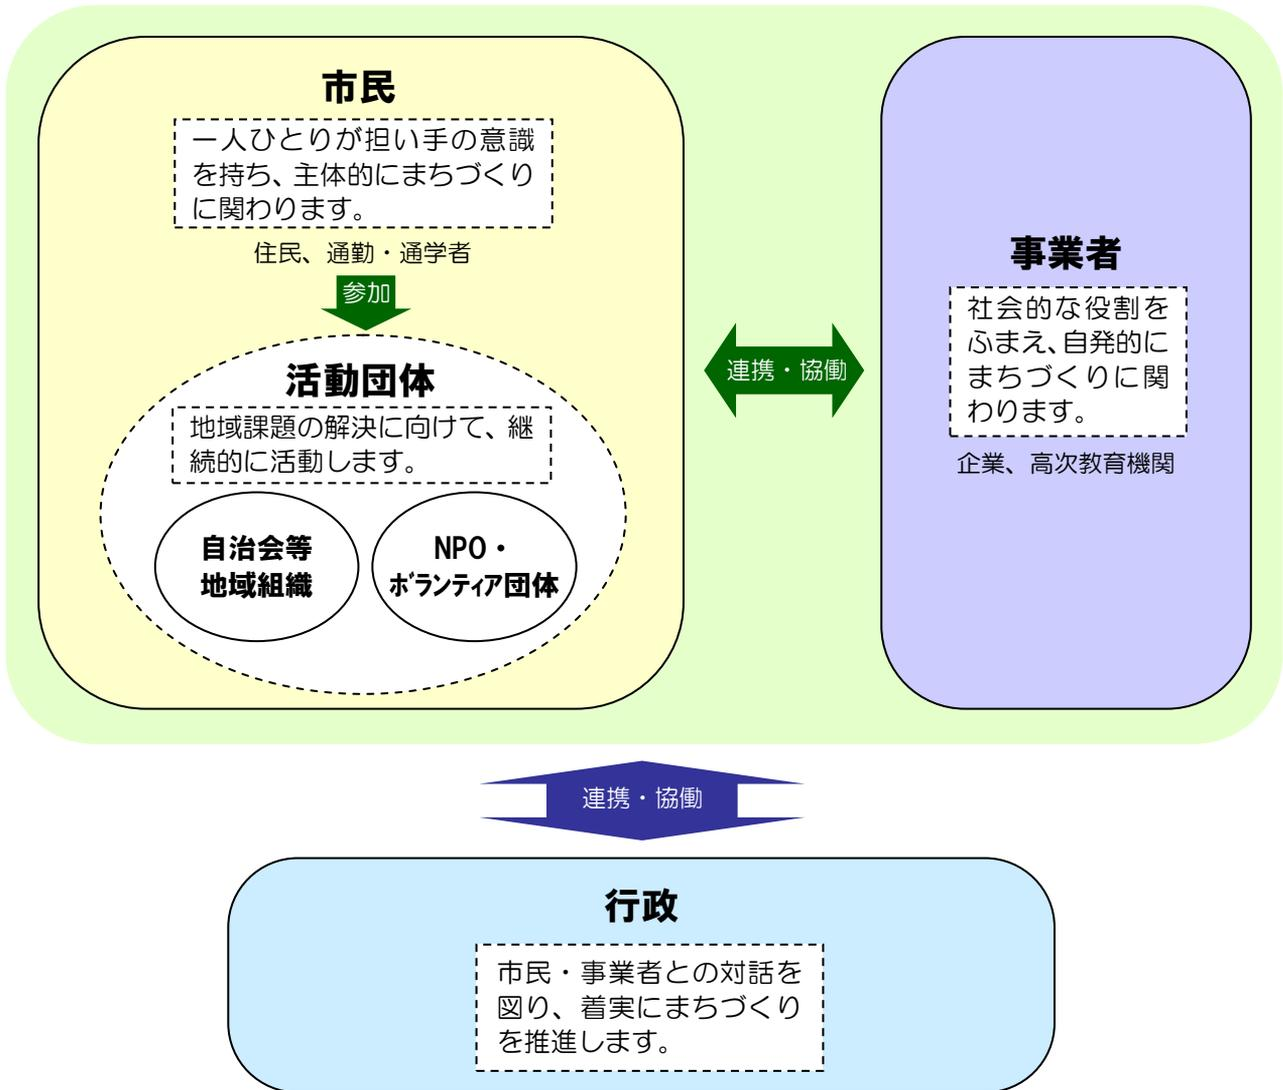 市民
一人ひとりが担い手の意識
を持ち、主体的にまちづくり
に関わります。
住民、通勤・通学者
参加
活動団体
地域課題の解決に向けて、継
続的に活動します。
自治会等
地域組織
NPO・
ボランティア団体
連携・協働
事業者
社会的な役割を
ふまえ、自発的に
まちづくりに関
わります。
企業、高次教育機関
連携・協働
行政
市民・事業者との対話を
図り、着実にまちづくり
を推進します。